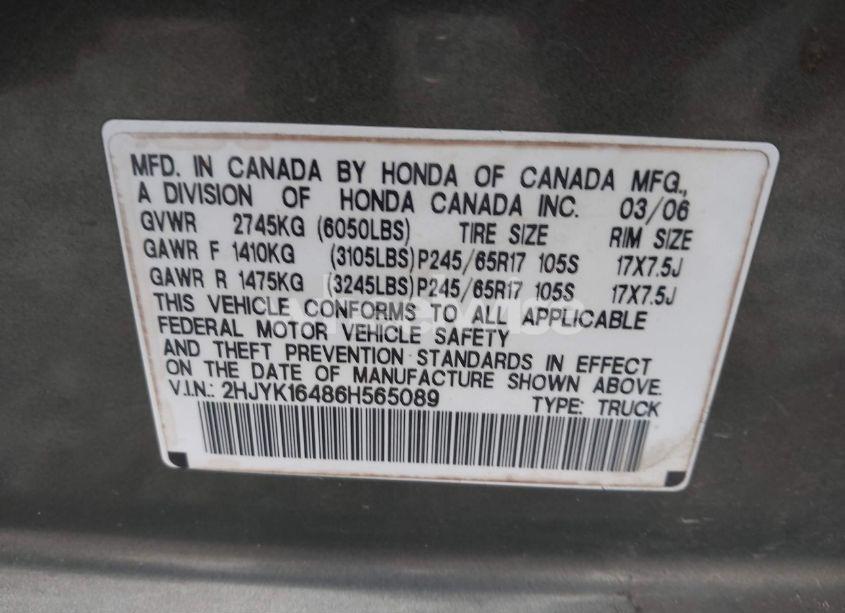 MFD. IN CANADA BY HONDA OF CANADA MFG.,
A DIVISION OF HONDA CANADA INC. 03/06
GVWR 2745KG (6050LBS) TIRE SIZE RIM SIZE
GAWR F 1410KG (3105LBS) P245/65R17 105S 17X7.5J
GAWR R 1475KG (3245LBS) P245/65R17 105S 17X7.5J
THIS VEHICLE CONFORMS TO ALL APPLICABLE
FEDERAL MOTOR VEHICLE SAFETY
AND THEFT PREVENTION STANDARDS IN EFFECT
ON THE DATE OF MANUFACTURE SHOWN ABOVE.
V.I.N.: 2HJYK16486H565089 TYPE: TRUCK